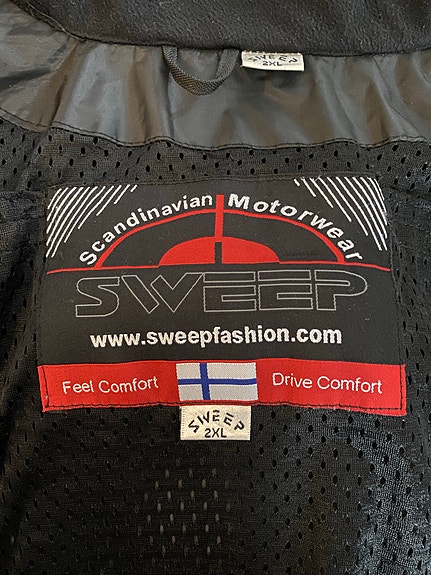 SWEEP
2XL
Scandinavian Motorwear
SWEEP
www.sweepfashion.com
Feel Comfort Drive Comfort
SWEEP
2XL